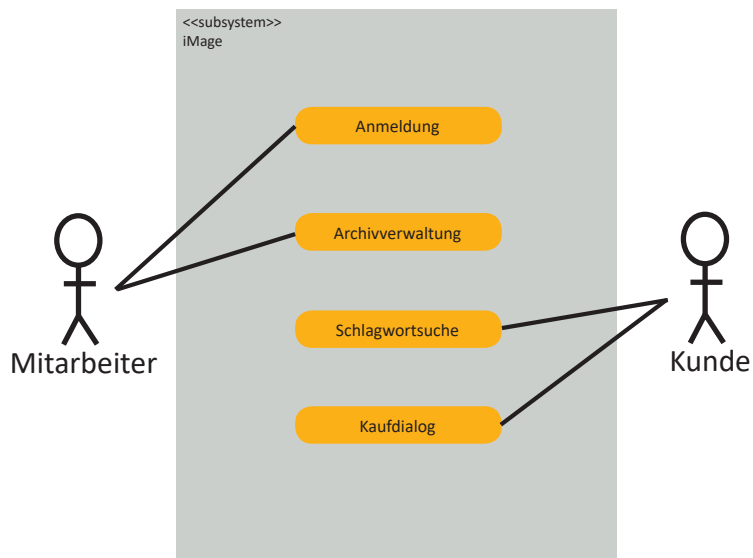 <<subsystem>>
iMage
Anmeldung
Archivverwaltung
Schlagwortsuche
Kaufdialog
Mitarbeiter
Kunde